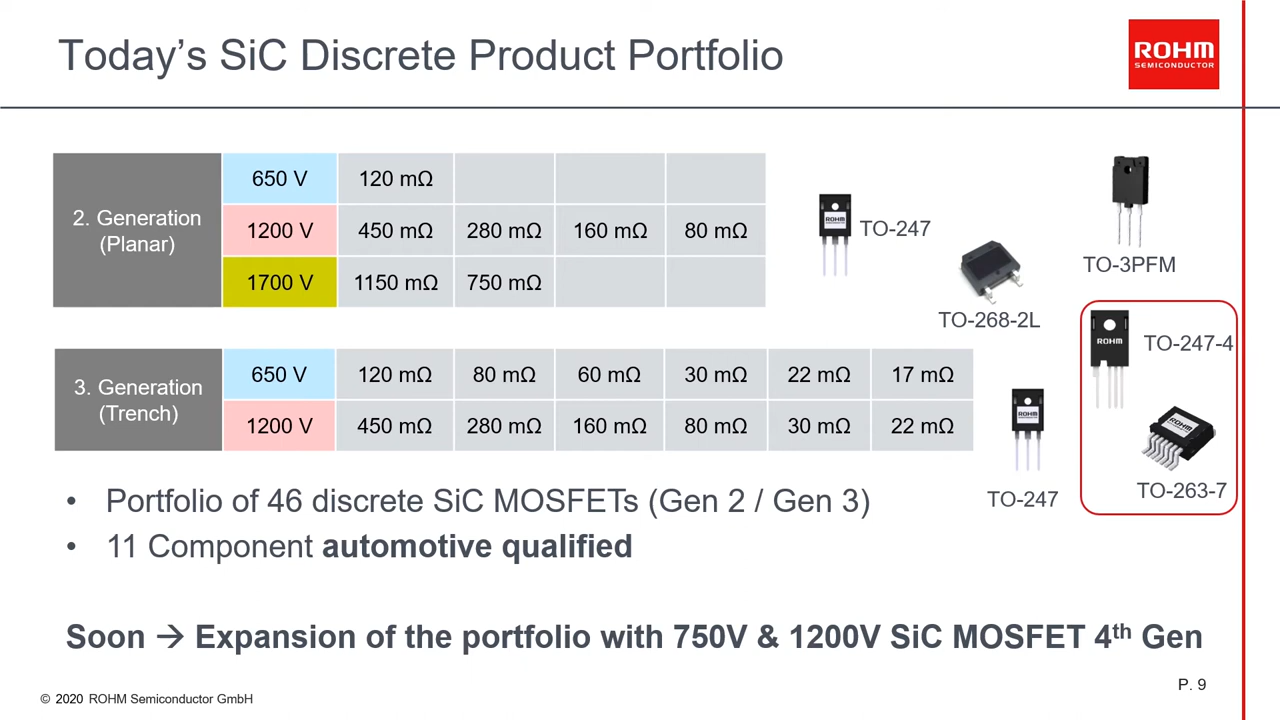 Today's SiC Discrete Product Portfolio
ROHM
SEMICONDUCTOR
2. Generation
(Planar)
650 V 120 mΩ
1200 V 450 mΩ 280 mΩ 160 mΩ 80 mΩ
1700 V 1150 mΩ 750 mΩ
ROHM
TO-247
TO-3PFM
TO-268-2L
3. Generation
(Trench)
650 V 120 mΩ 80 mΩ 60 mΩ 30 mΩ 22 mΩ 17 mΩ
1200 V 450 mΩ 280 mΩ 160 mΩ 80 mΩ 30 mΩ 22 mΩ
ROHM
TO-247
ROHM
TO-247-4
ROHM
TO-263-7
• Portfolio of 46 discrete SiC MOSFETs (Gen 2 / Gen 3)
• 11 Component automotive qualified
Soon → Expansion of the portfolio with 750V & 1200V SiC MOSFET 4th Gen
P. 9
© 2020 ROHM Semiconductor GmbH